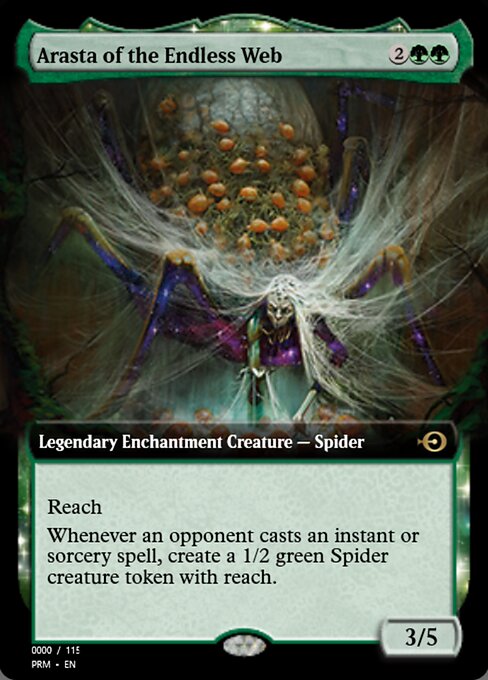 Arasta of the Endless Web 2
Legendary Enchantment Creature — Spider
Reach
Whenever an opponent casts an instant or
sorcery spell, create a 1/2 green Spider
creature token with reach.
3/5
0000 / 115
PRM • EN